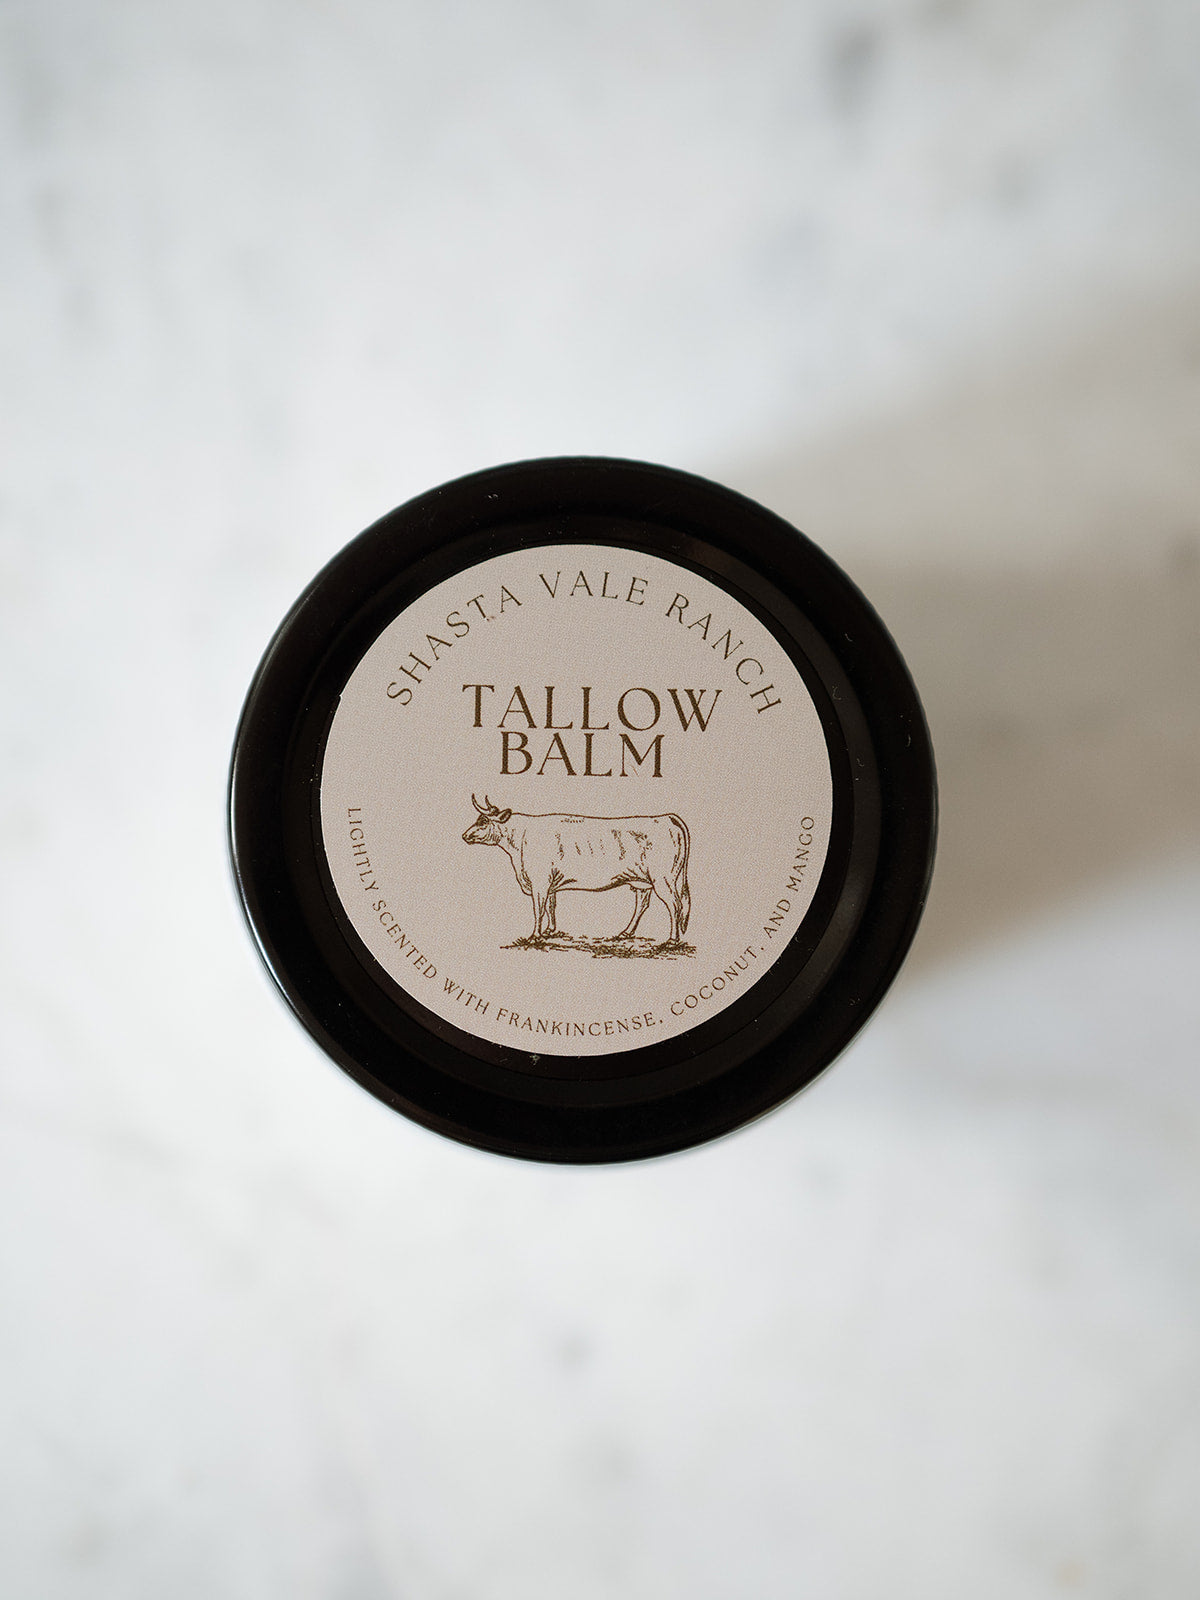 SHASTA VALE RANCH
TALLOW
BALM
LIGHTLY SCENTED WITH FRANKINCENSE, COCONUT, AND MANGO